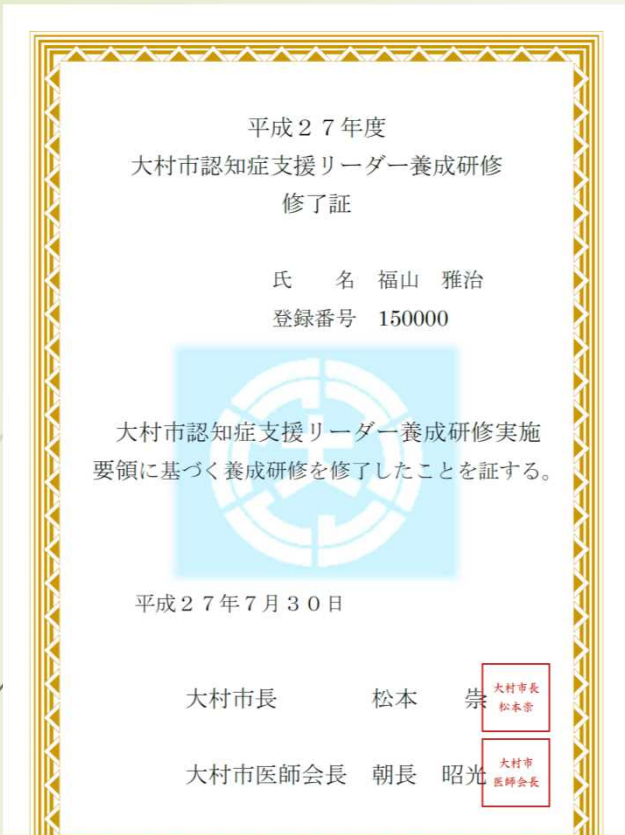 平成２７年度
大村市認知症支援リーダー養成研修
修了証
氏　　名　福山　雅治
登録番号　150000
大村市認知症支援リーダー養成研修実施
要領に基づく養成研修を修了したことを証する。
平成２７年７月３０日
大村市長　　　　松本　　崇
大村市長
松本崇
大村市医師会長　朝長　昭光
大村市
医師会長
大